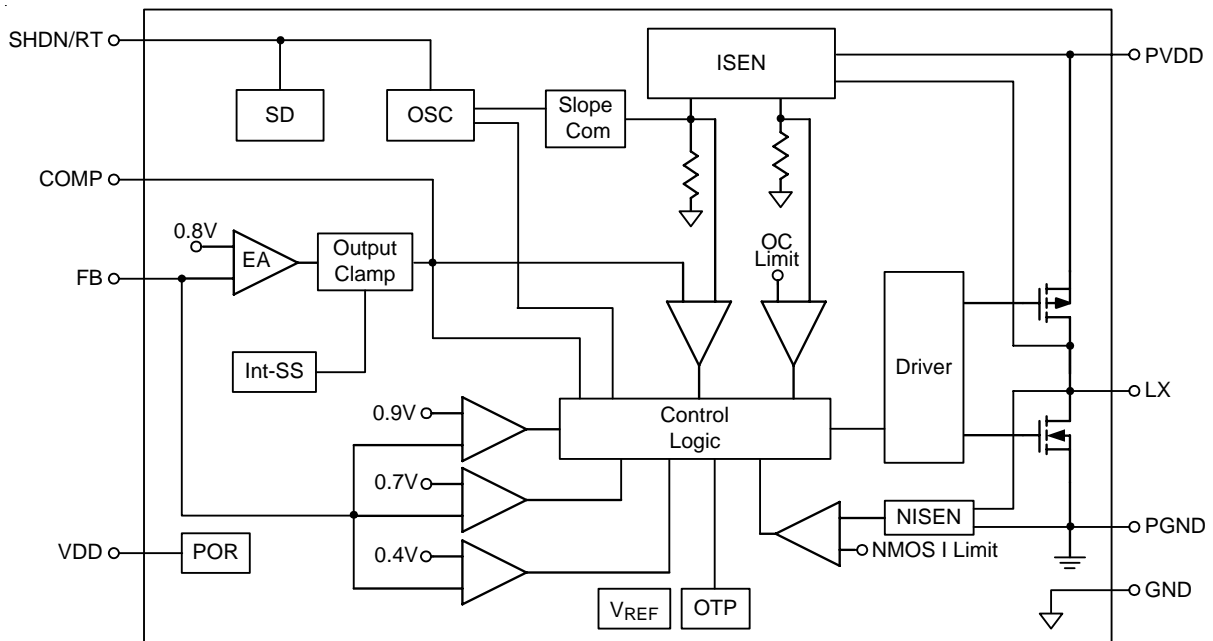 SHDN/RT
PVDD
ISEN
SD
OSC
Slope
Com
COMP
0.8V
EA
Output
Clamp
OC
Limit
FB
Int-SS
Driver
LX
0.9V
Control
Logic
0.7V
NISEN
PGND
VDD
POR
NMOS I Limit
0.4V
VREF
OTP
GND